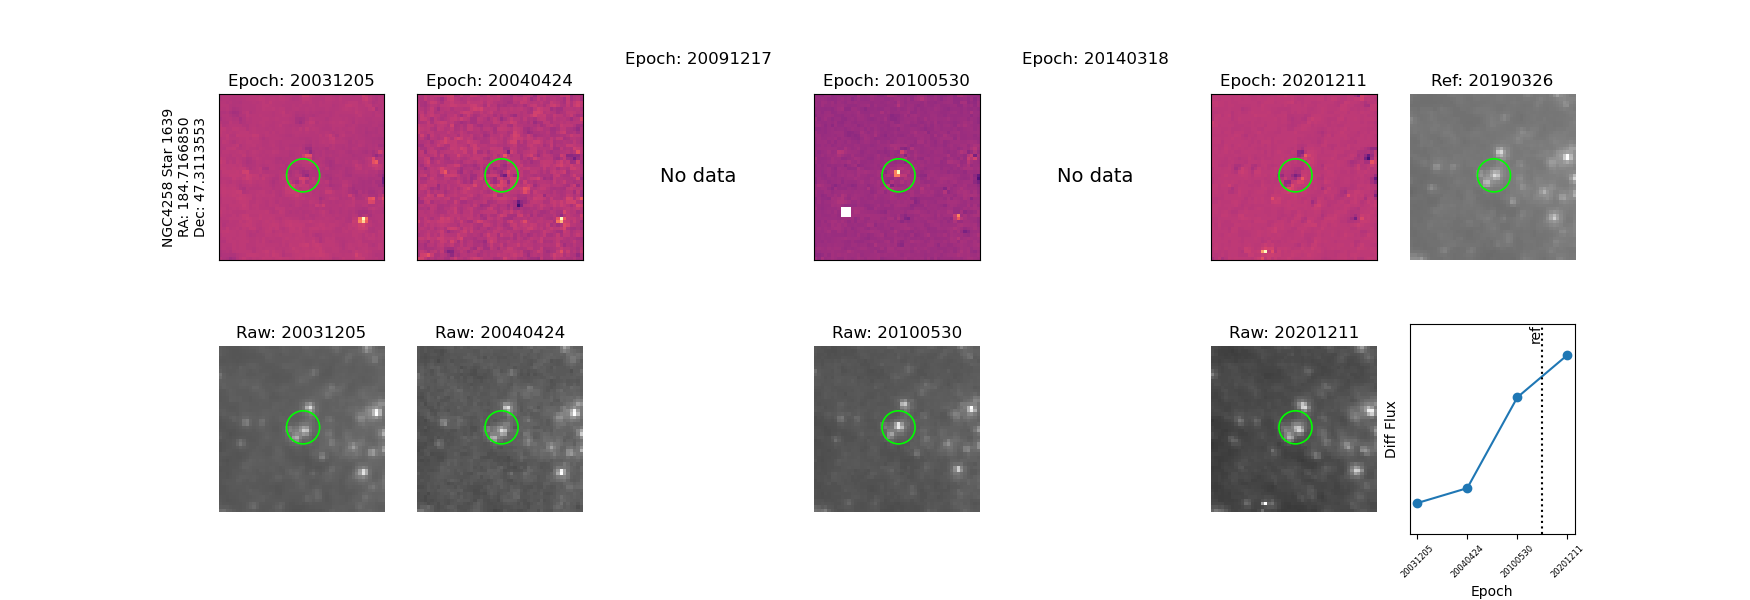 NGC4258 Star 1639
RA: 184.7166850
Dec: 47.3113553
Epoch: 20031205
Epoch: 20040424
Epoch: 20091217
No data
Epoch: 20100530
Epoch: 20140318
No data
Epoch: 20201211
Ref: 20190326
Raw: 20031205
Raw: 20040424
Raw: 20100530
Raw: 20201211
Diff Flux
ref
20031205
20040424
20100530
20201211
Epoch